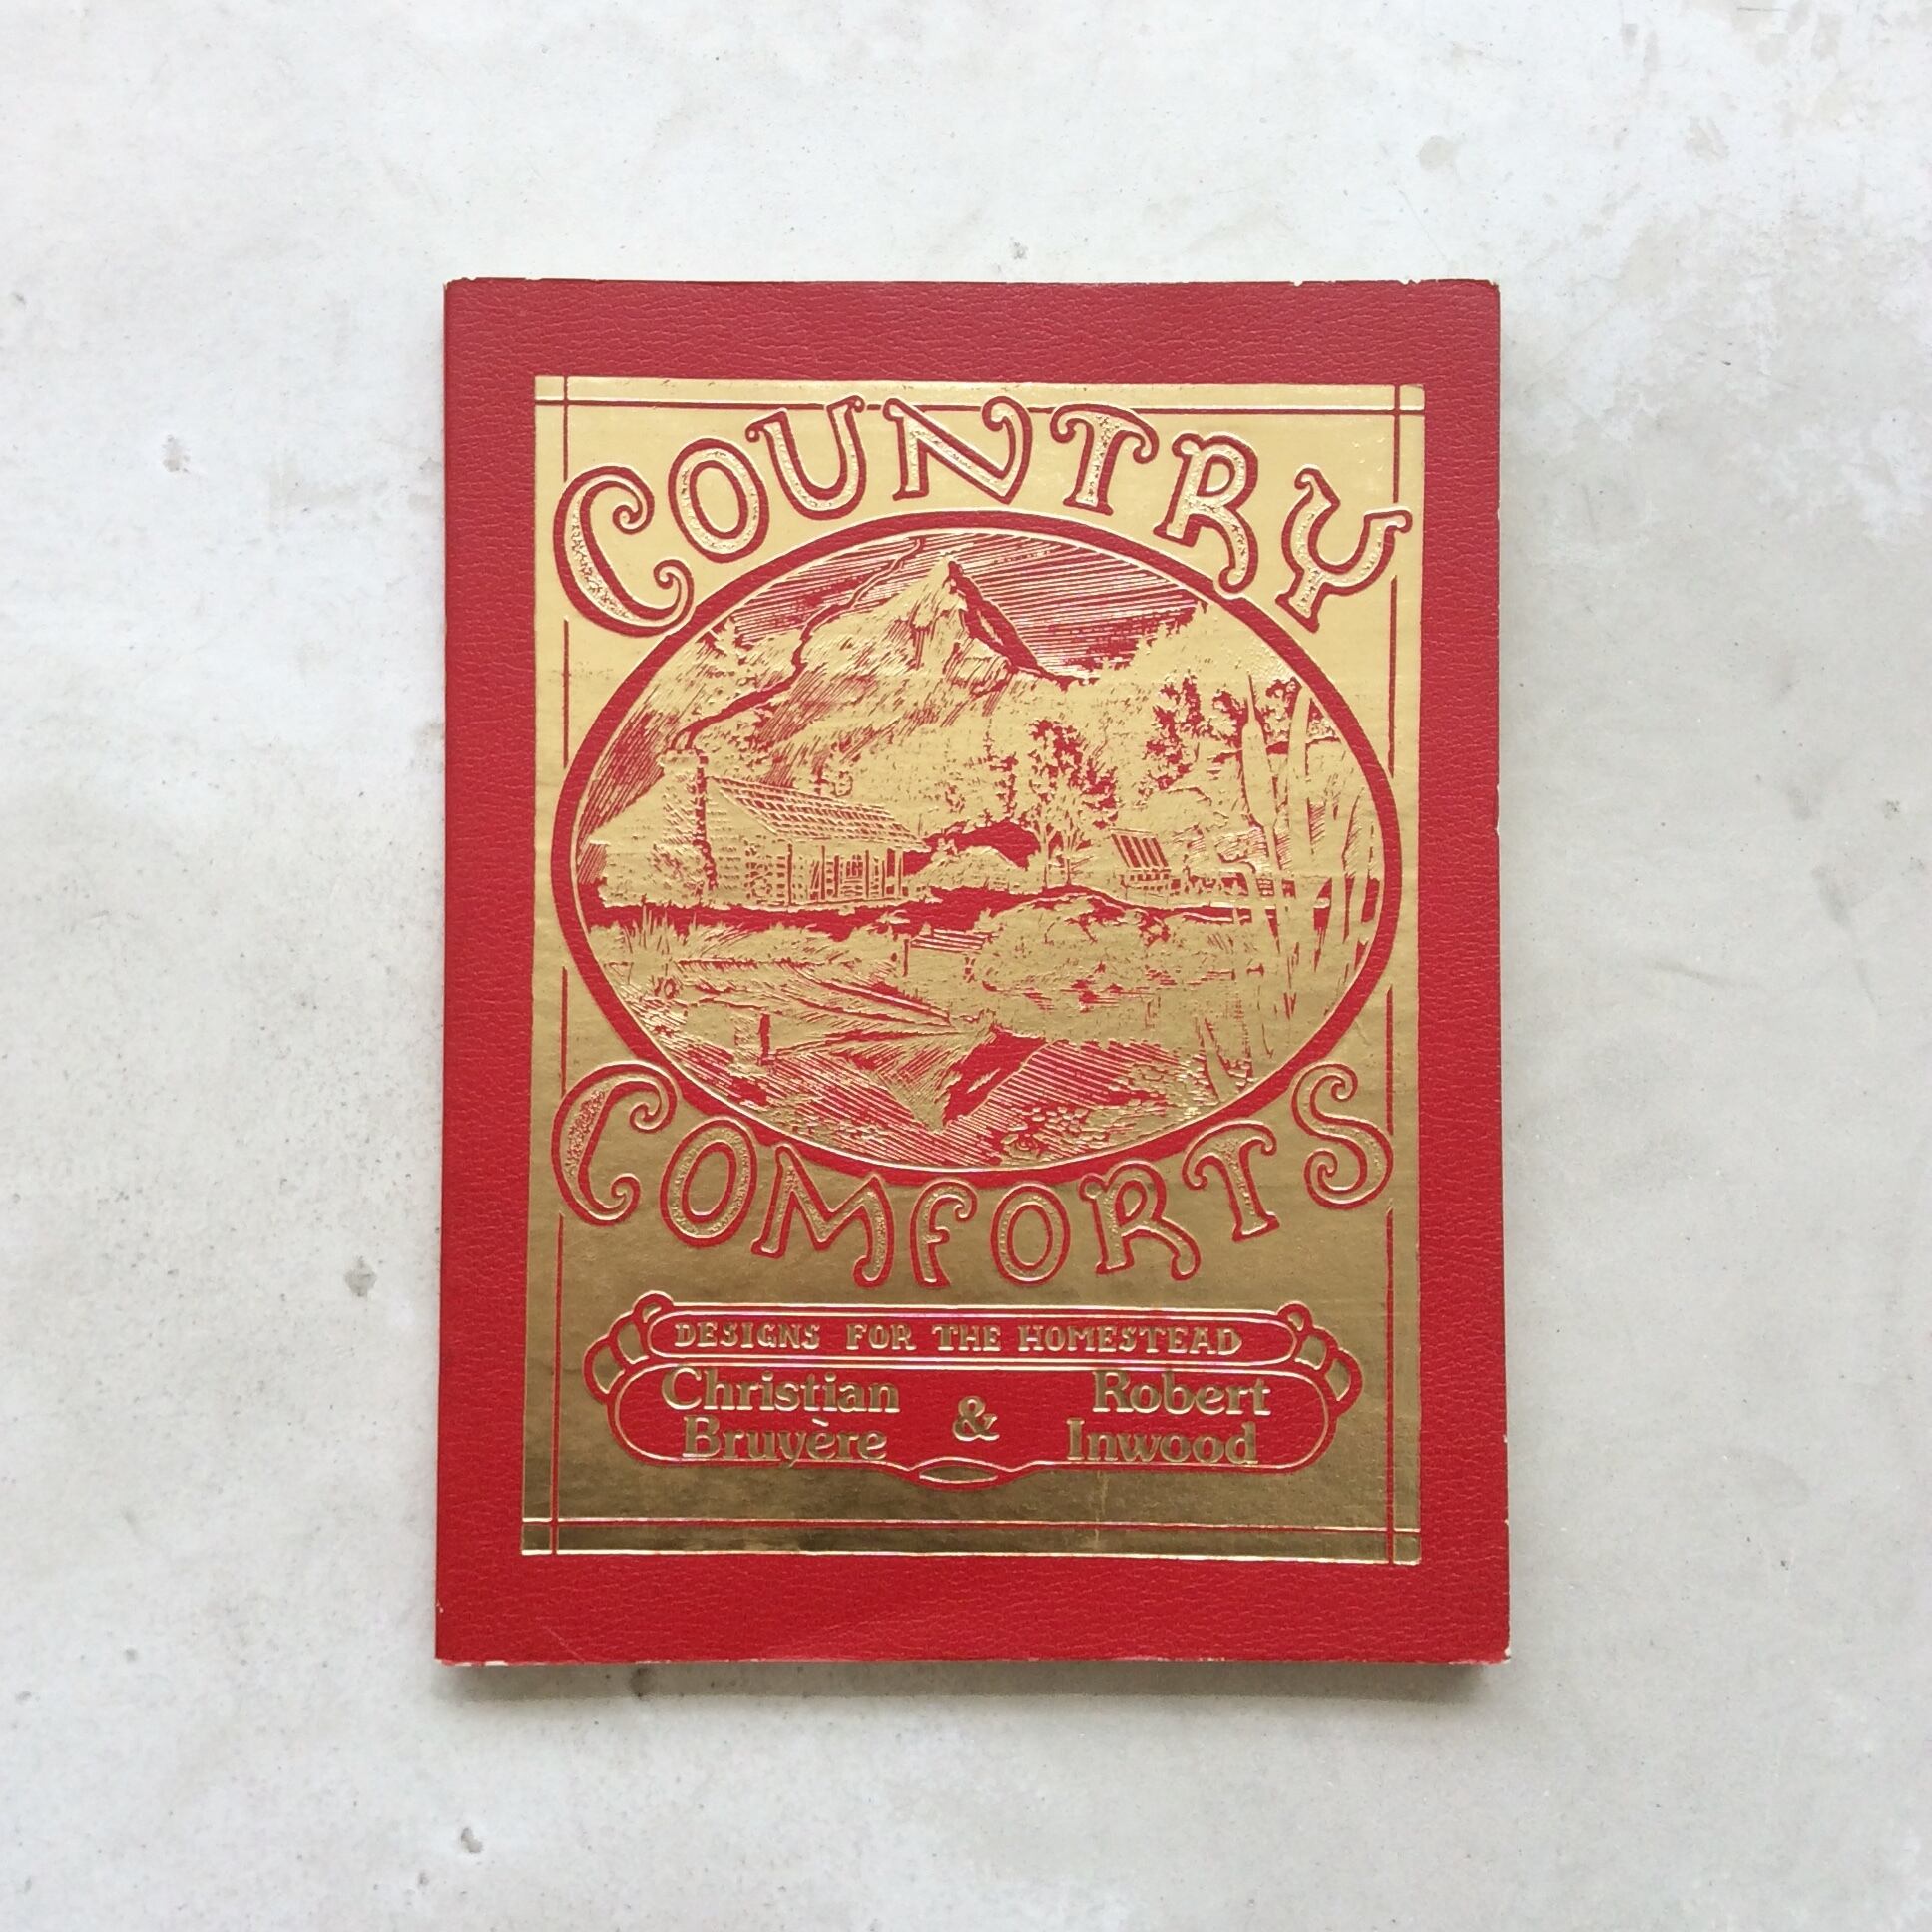 COUNTRY
COMFORTS
DESIGNS FOR THE HOMESTEAD
Christian Bruyère & Robert Inwood